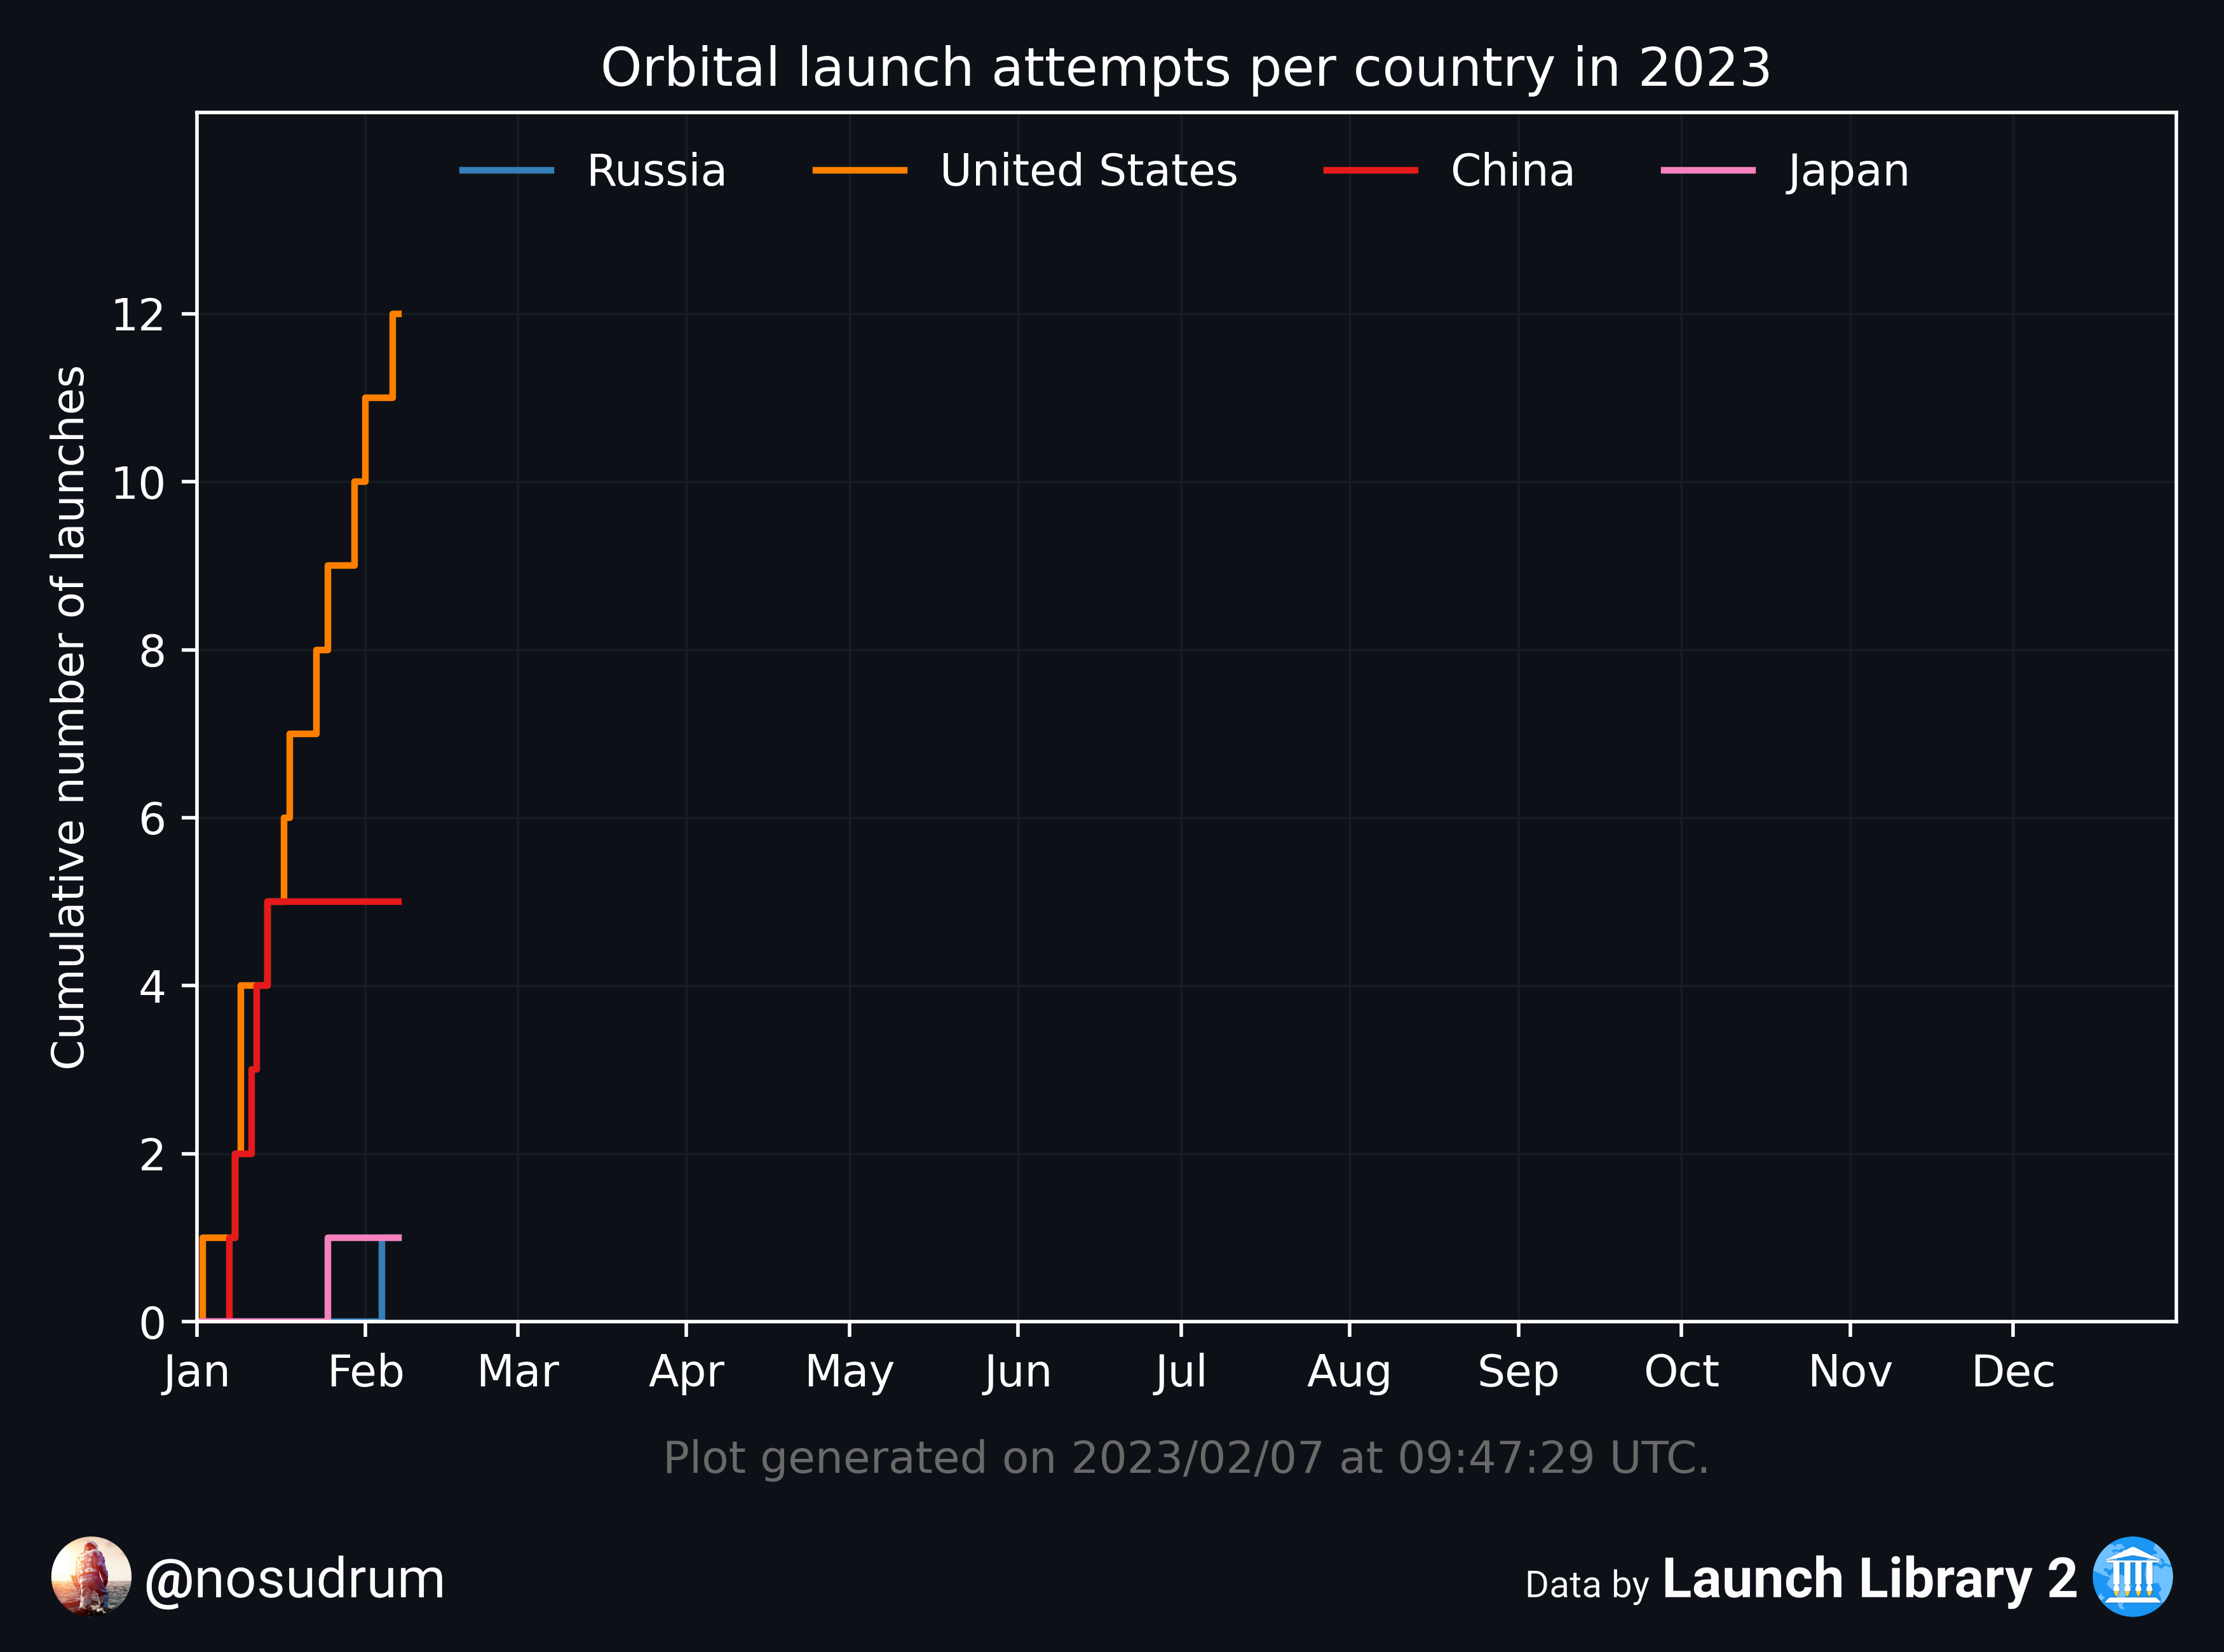 Orbital launch attempts per country in 2023
Russia United States China Japan
Cumulative number of launches
12
10
8
6
4
2
0
Jan Feb Mar Apr May Jun Jul Aug Sep Oct Nov Dec
Plot generated on 2023/02/07 at 09:47:29 UTC.
@nosudrum
Data by Launch Library 2